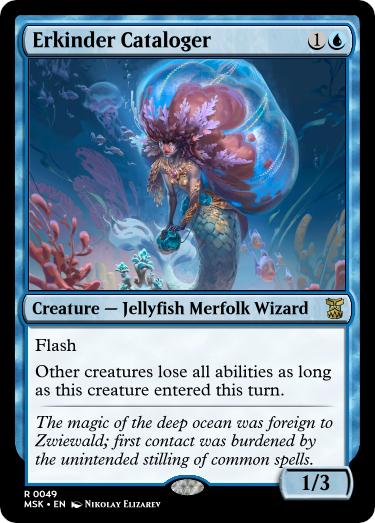 Erkinder Cataloger 1
Creature — Jellyfish Merfolk Wizard
Flash
Other creatures lose all abilities as long
as this creature entered this turn.
The magic of the deep ocean was foreign to
Zwiewald; first contact was burdened by
the unintended stilling of common spells.
1/3
R 0049
MSK • EN Nikolay Elizarev